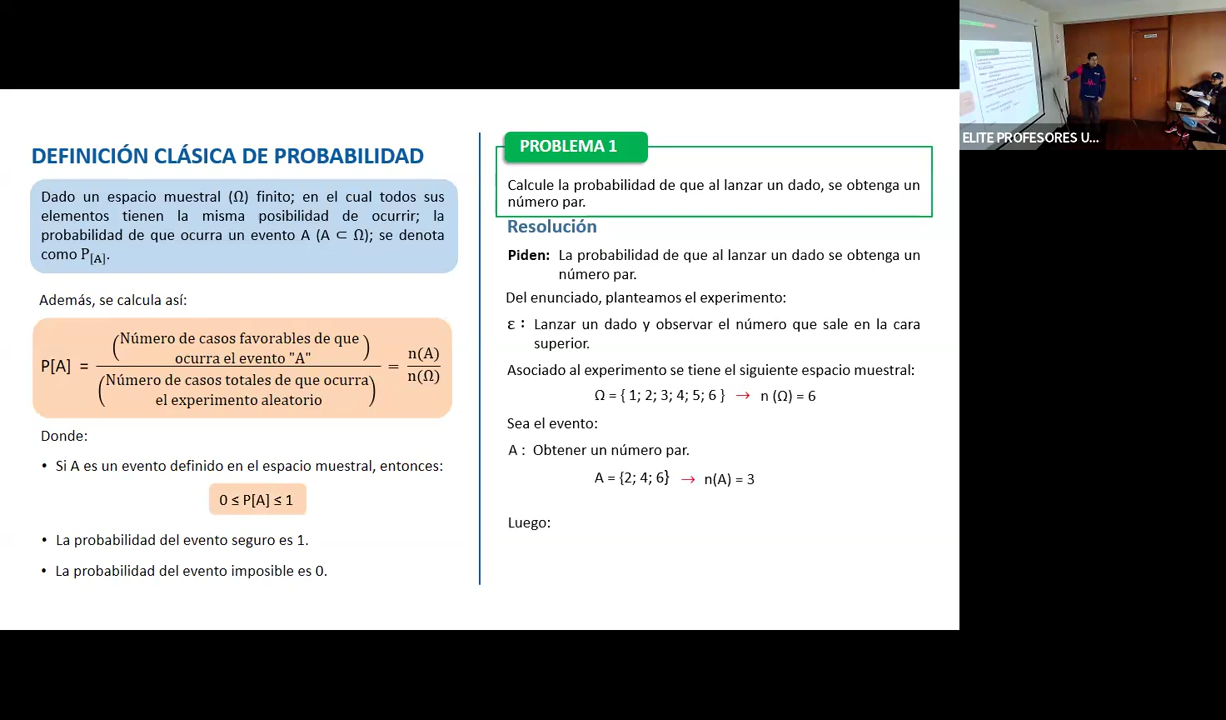 DEFINICIÓN CLÁSICA DE PROBABILIDAD
Dado un espacio muestral (Ω) finito; en el cual todos sus
elementos tienen la misma posibilidad de ocurrir; la
probabilidad de que ocurra un evento A (A ⊂ Ω); se denota
como P[A].
Además, se calcula así:
P[A] = (Número de casos favorables de que ocurra el evento "A") / (Número de casos totales de que ocurra el experimento aleatorio) = n(A) / n(Ω)
Donde:
• Si A es un evento definido en el espacio muestral, entonces:
0 ≤ P[A] ≤ 1
• La probabilidad del evento seguro es 1.
• La probabilidad del evento imposible es 0.
PROBLEMA 1
Calcule la probabilidad de que al lanzar un dado, se obtenga un
número par.
Resolución
Piden: La probabilidad de que al lanzar un dado se obtenga un
número par.
Del enunciado, planteamos el experimento:
ε : Lanzar un dado y observar el número que sale en la cara
superior.
Asociado al experimento se tiene el siguiente espacio muestral:
Ω = { 1; 2; 3; 4; 5; 6 } → n (Ω) = 6
Sea el evento:
A : Obtener un número par.
A = {2; 4; 6} → n(A) = 3
Luego:
ELITE PROFESORES U...